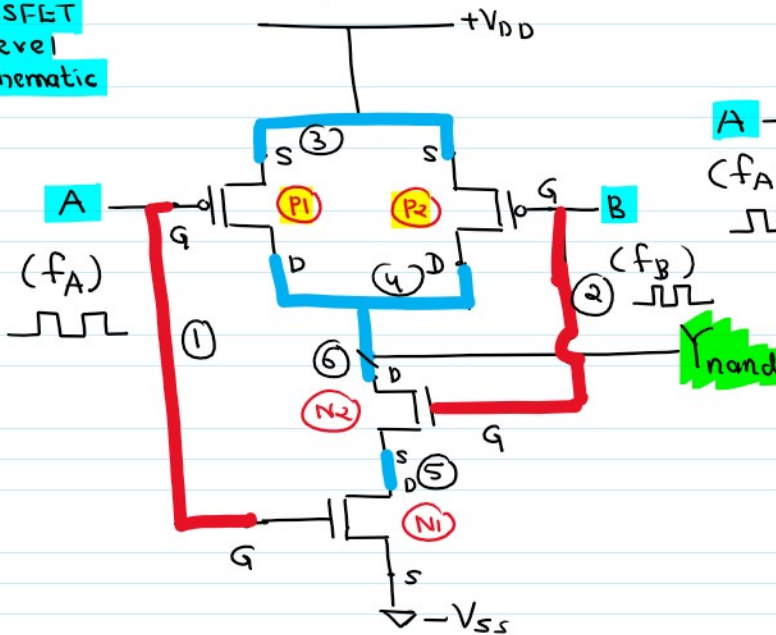 SFET
evel
hematic
+VDD
A
(fA
S ③ S
A
P1
P2
G
B
G
(fA)
D ④ D
(fB)
①
②
⑥
D
Ynand
N2
G
S
D ⑤
N1
G
S
-VSS